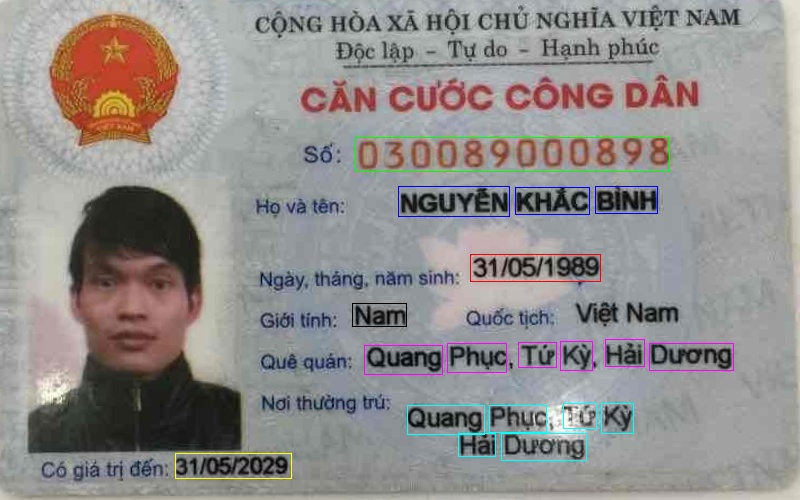 CỘNG HÒA XÃ HỘI CHỦ NGHĨA VIỆT NAM
Độc lập - Tự do - Hạnh phúc
CĂN CƯỚC CÔNG DÂN
Số: 030089000898
Họ và tên: NGUYỄN KHẮC BÌNH
Ngày, tháng, năm sinh: 31/05/1989
Giới tính: Nam Quốc tịch: Việt Nam
Quê quán: Quang Phục, Tứ Kỳ, Hải Dương
Nơi thường trú: Quang Phục, Tứ Kỳ
Hải Dương
Có giá trị đến: 31/05/2029